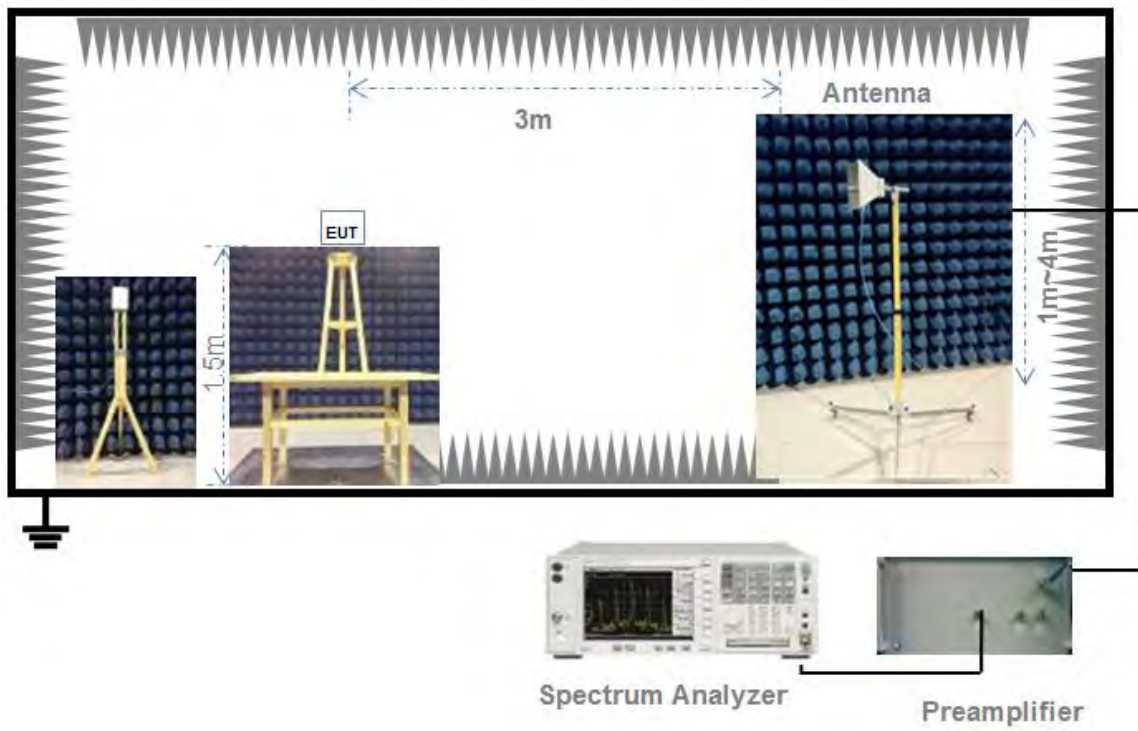 Antenna
3m
EUT
1.5m
1m~4m
Spectrum Analyzer
Preamplifier